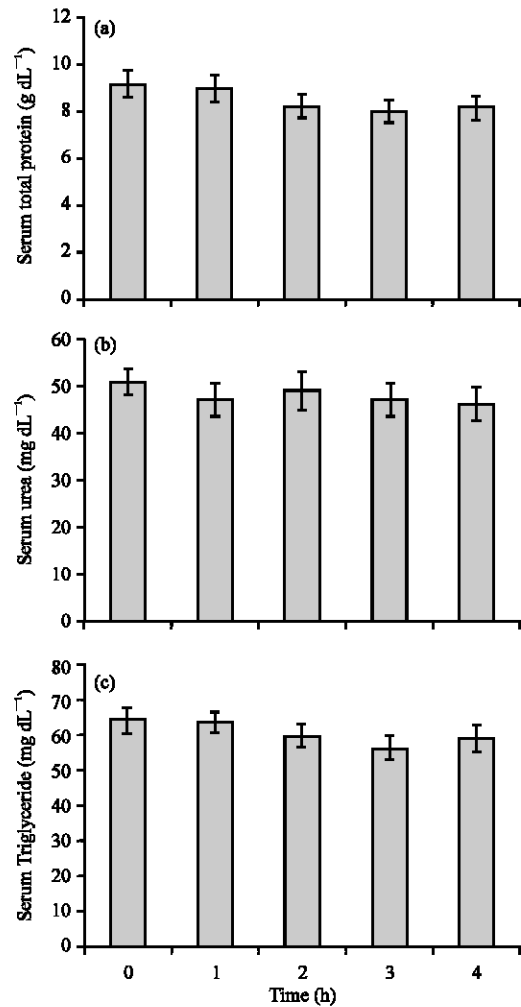 (a)
Serum total protein (g dL⁻¹)
12
10
8
6
4
2
0
(b)
Serum urea (mg dL⁻¹)
60
50
40
30
20
10
0
(c)
Serum Triglyceride (mg dL⁻¹)
80
70
60
50
40
30
20
10
0
0 1 2 3 4
Time (h)